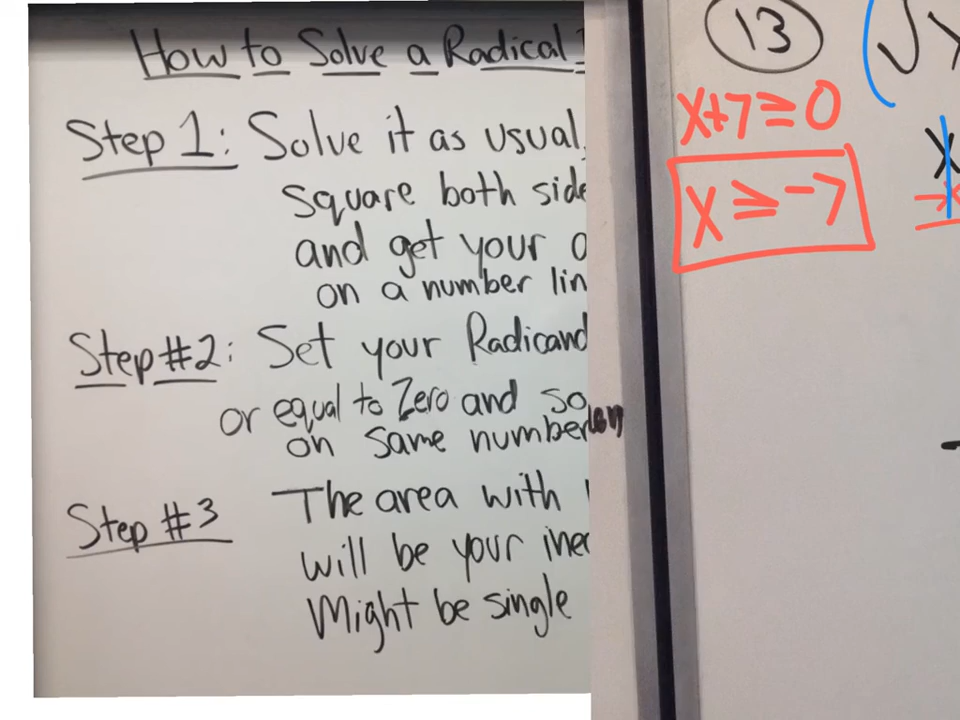 How to Solve a Radical
Step 1: Solve it as usual,
square both side
and get your
on a number lin
Step #2: Set your Radicand
or equal to Zero and so
on same number
Step #3 The area with
will be your ine
Might be single
13
x+7 ≥ 0
x ≥ -7
√
x
-x